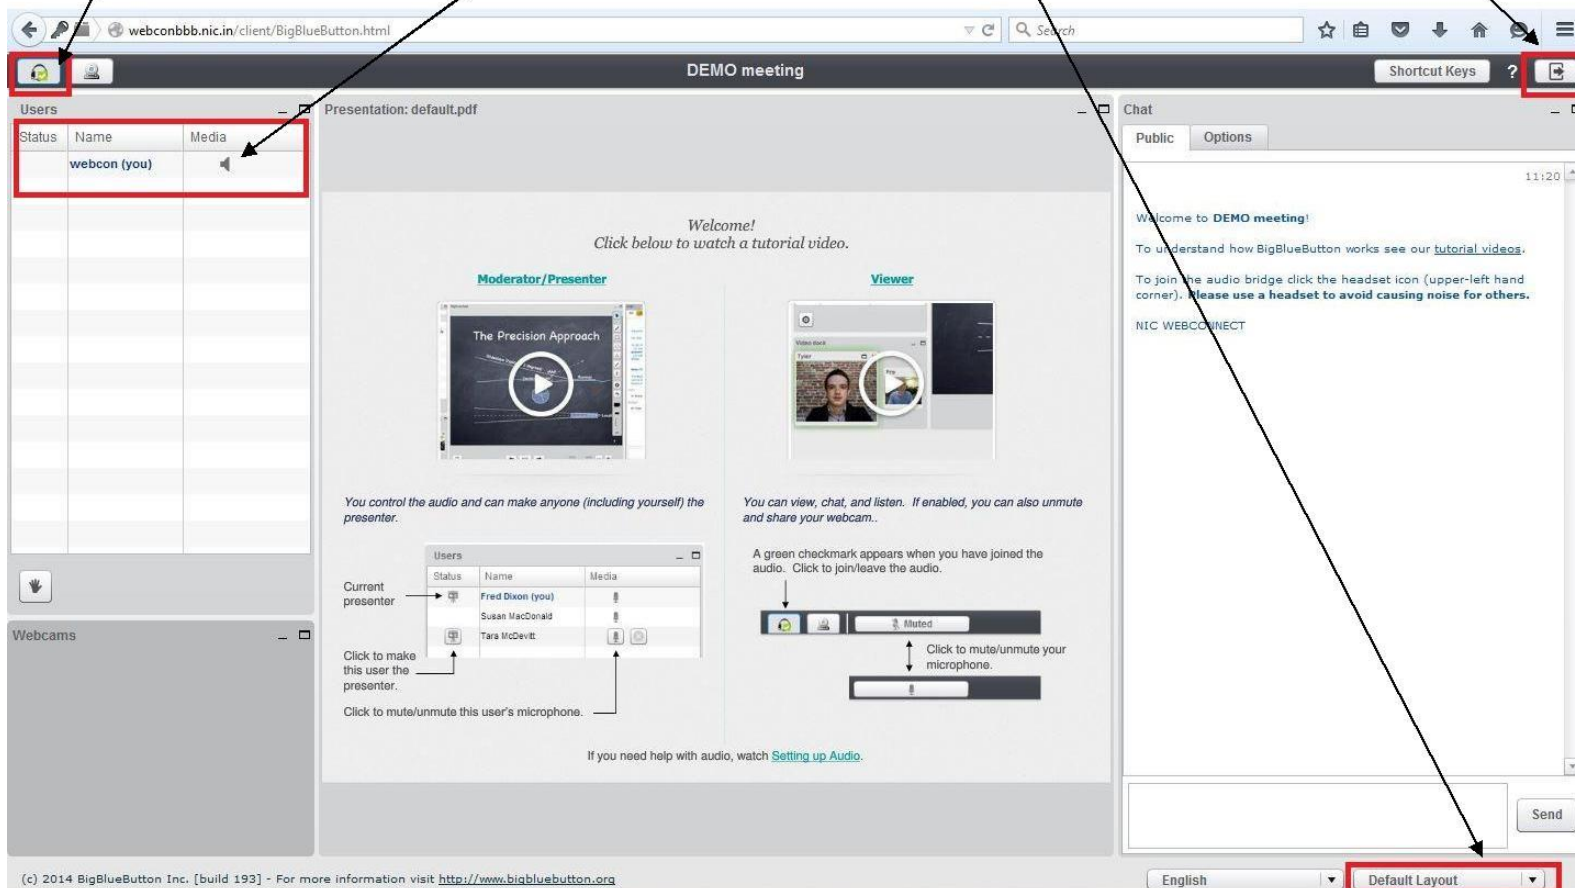 webconbbb.nic.in/client/BigBlueButton.html
Search
DEMO meeting
Shortcut Keys
?
Users
Status Name Media
webcon (you)
Webcams
Presentation: default.pdf
Welcome!
Click below to watch a tutorial video.
Moderator/Presenter
The Precision Approach
You control the audio and can make anyone (including yourself) the
presenter.
Users
Status Name Media
Current
presenter
Fred Dixon (you)
Susan MacDonald
Tara McDevitt
Click to make
this user the
presenter.
Click to mute/unmute this user's microphone.
Viewer
Video dock
Tyler
You can view, chat, and listen. If enabled, you can also unmute
and share your webcam..
A green checkmark appears when you have joined the
audio. Click to join/leave the audio.
Muted
Click to mute/unmute your
microphone.
If you need help with audio, watch Setting up Audio.
Chat
Public Options
11:20
Welcome to DEMO meeting!
To understand how BigBlueButton works see our tutorial videos.
To join the audio bridge click the headset icon (upper-left hand
corner). Please use a headset to avoid causing noise for others.
NIC WEBCONNECT
Send
(c) 2014 BigBlueButton Inc. [build 193] - For more information visit http://www.bigbluebutton.org
English
Default Layout